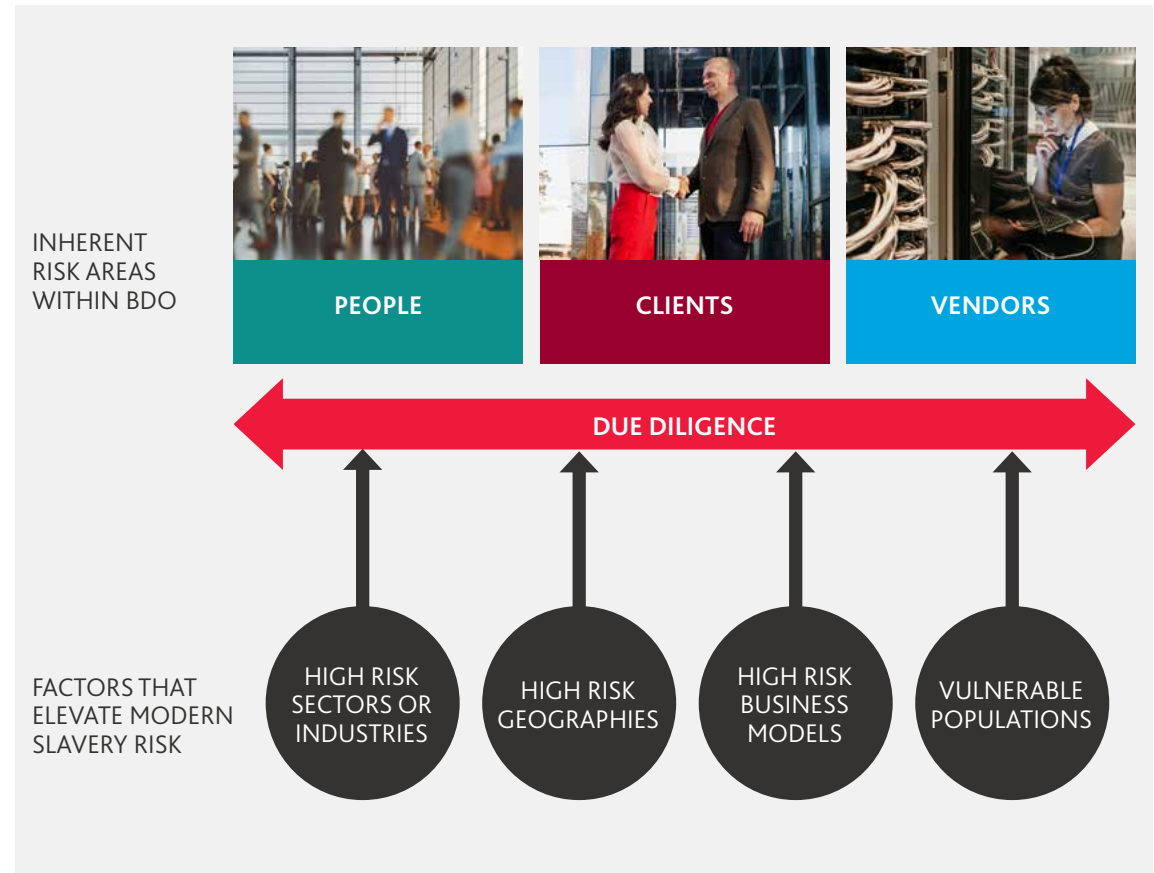 INHERENT
RISK AREAS
WITHIN BDO
PEOPLE
CLIENTS
VENDORS
DUE DILIGENCE
FACTORS THAT
ELEVATE MODERN
SLAVERY RISK
HIGH RISK
SECTORS OR
INDUSTRIES
HIGH RISK
GEOGRAPHIES
HIGH RISK
BUSINESS
MODELS
VULNERABLE
POPULATIONS